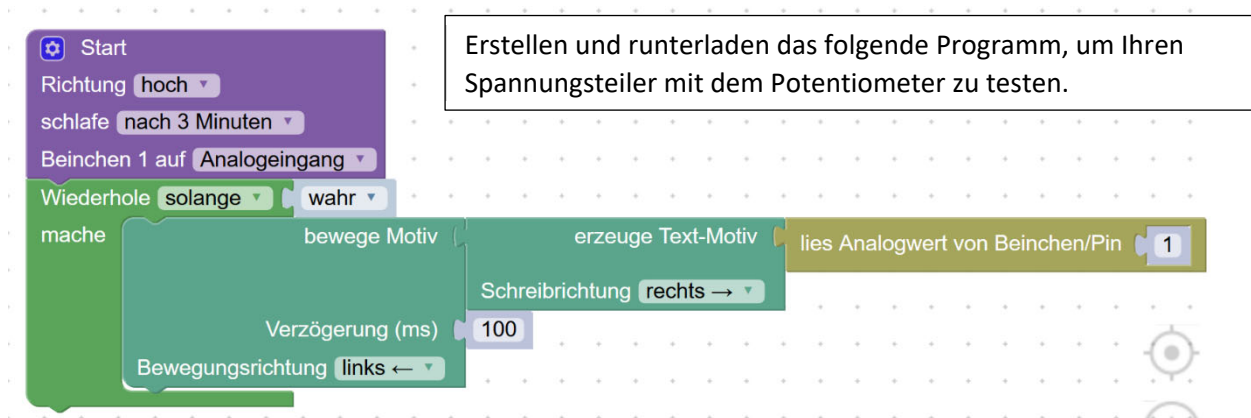 Start
Erstellen und runterladen das folgende Programm, um Ihren
Spannungsteiler mit dem Potentiometer zu testen.
Richtung hoch
schlafe nach 3 Minuten
Beinchen 1 auf Analogeingang
Wiederhole solange wahr
mache bewege Motiv erzeuge Text-Motiv lies Analogwert von Beinchen/Pin 1
Schreibrichtung rechts →
Verzögerung (ms) 100
Bewegungsrichtung links ←